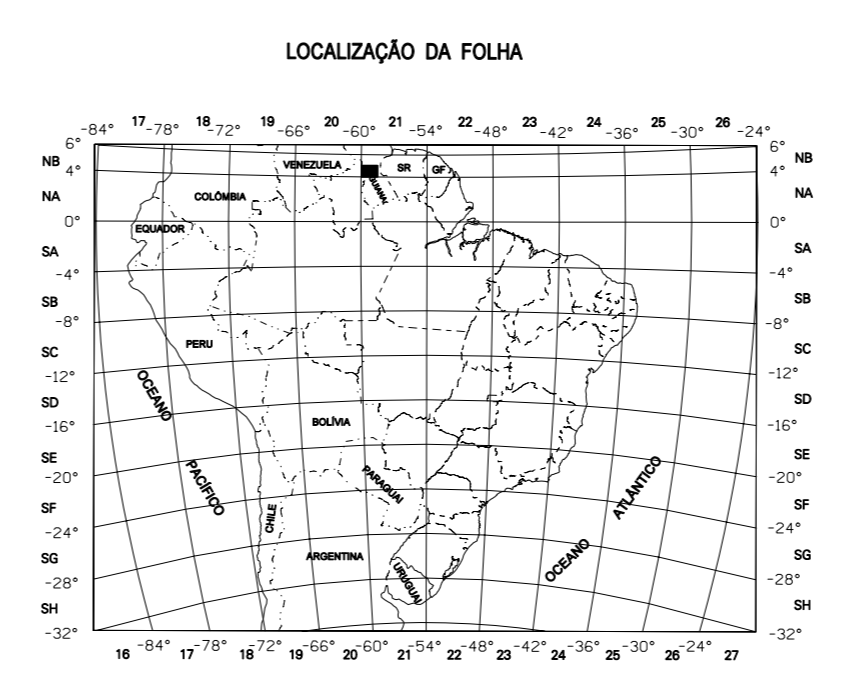 LOCALIZAÇÃO DA FOLHA
17 18 19 20 21 22 23 24 25 26
-84° -78° -72° -66° -60° -54° -48° -42° -36° -30° -24°
6° 6°
NB NB
VENEZUELA SR GF
4° 4°
GUIANA
NA COLÔMBIA NA
0° 0°
EQUADOR
SA SA
-4° -4°
SB SB
-8° -8°
PERU
SC SC
-12° -12°
OCEANO
SD SD
BOLÍVIA
-16° -16°
SE SE
-20° -20°
PACÍFICO
PARAGUAI
ATLÂNTICO
SF SF
CHILE
-24° -24°
SG ARGENTINA SG
OCEANO
-28° -28°
URUGUAI
SH SH
-32° -32°
-84° -78° -72° -66° -60° -54° -48° -42° -36° -30° -24°
16 17 18 19 20 21 22 23 24 25 26 27